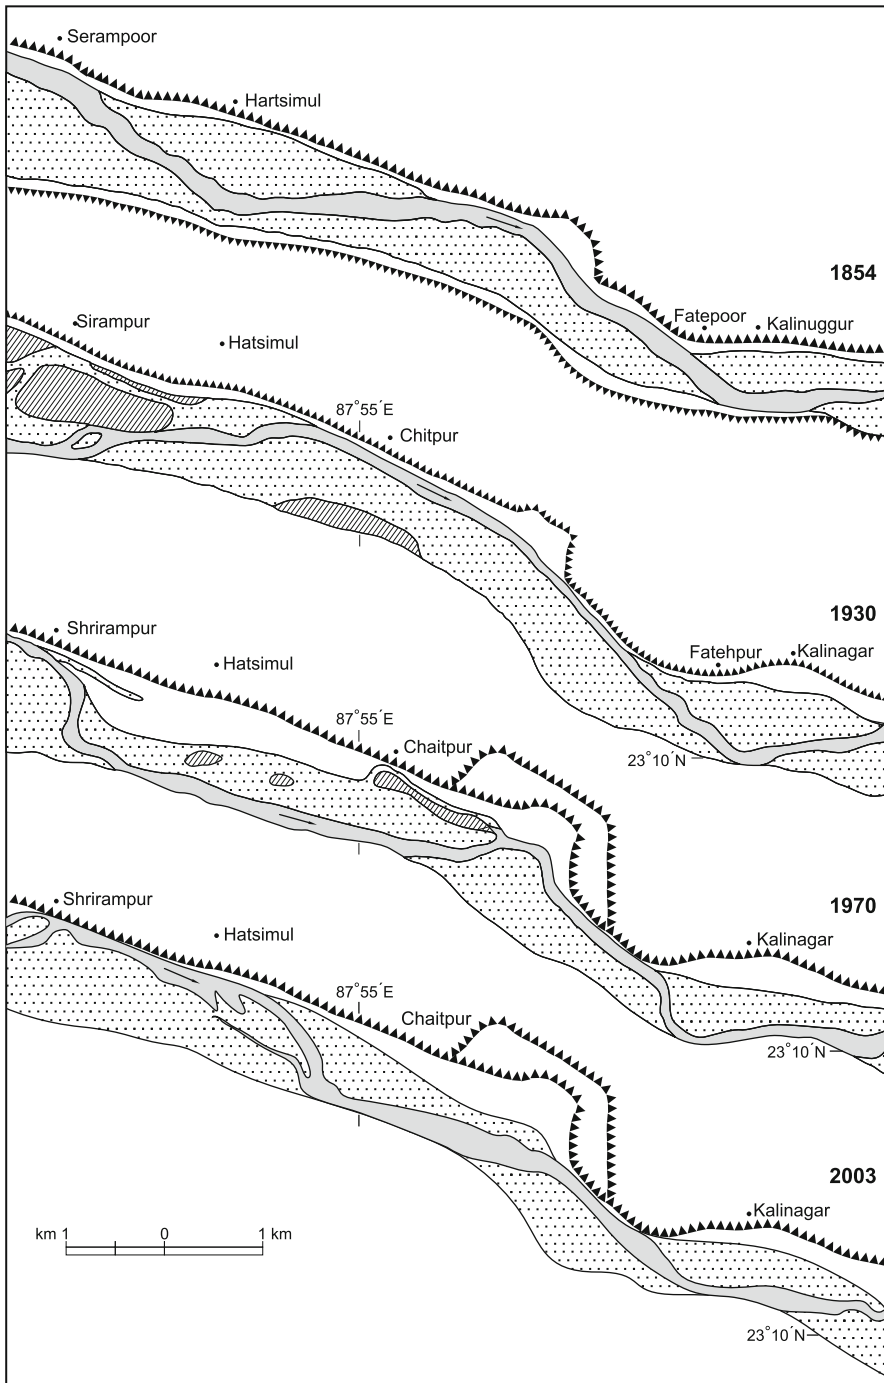 Serampoor
Hartsimul
1854
Fatepoor
Kalinuggur
Sirampur
Hatsimul
87°55´E
Chitpur
1930
Fatehpur
Kalinagar
23°10´N
Shrirampur
Hatsimul
87°55´E
Chaitpur
1970
Kalinagar
23°10´N
Shrirampur
Hatsimul
87°55´E
Chaitpur
2003
Kalinagar
km 1 0 1 km
23°10´N